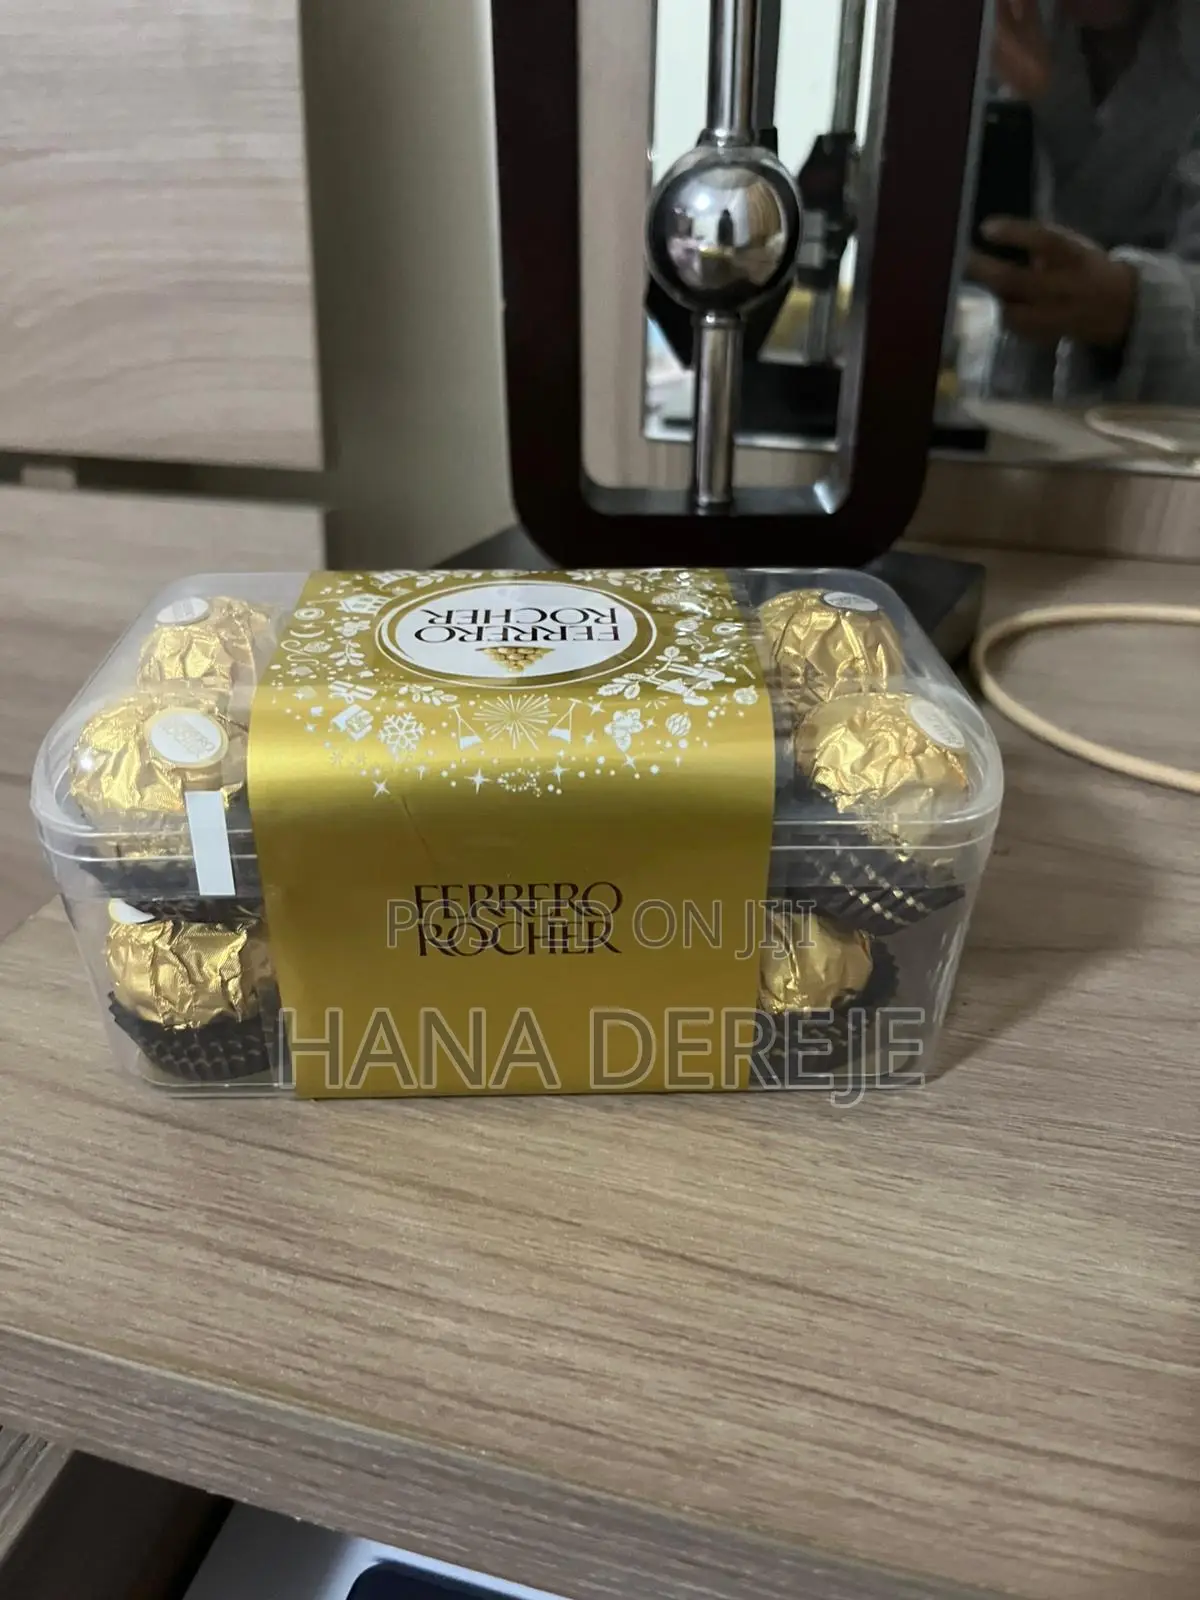 FERRERO
ROCHER
FERRERO
ROCHER
POSTED ON JIJI
HANA DEREJE